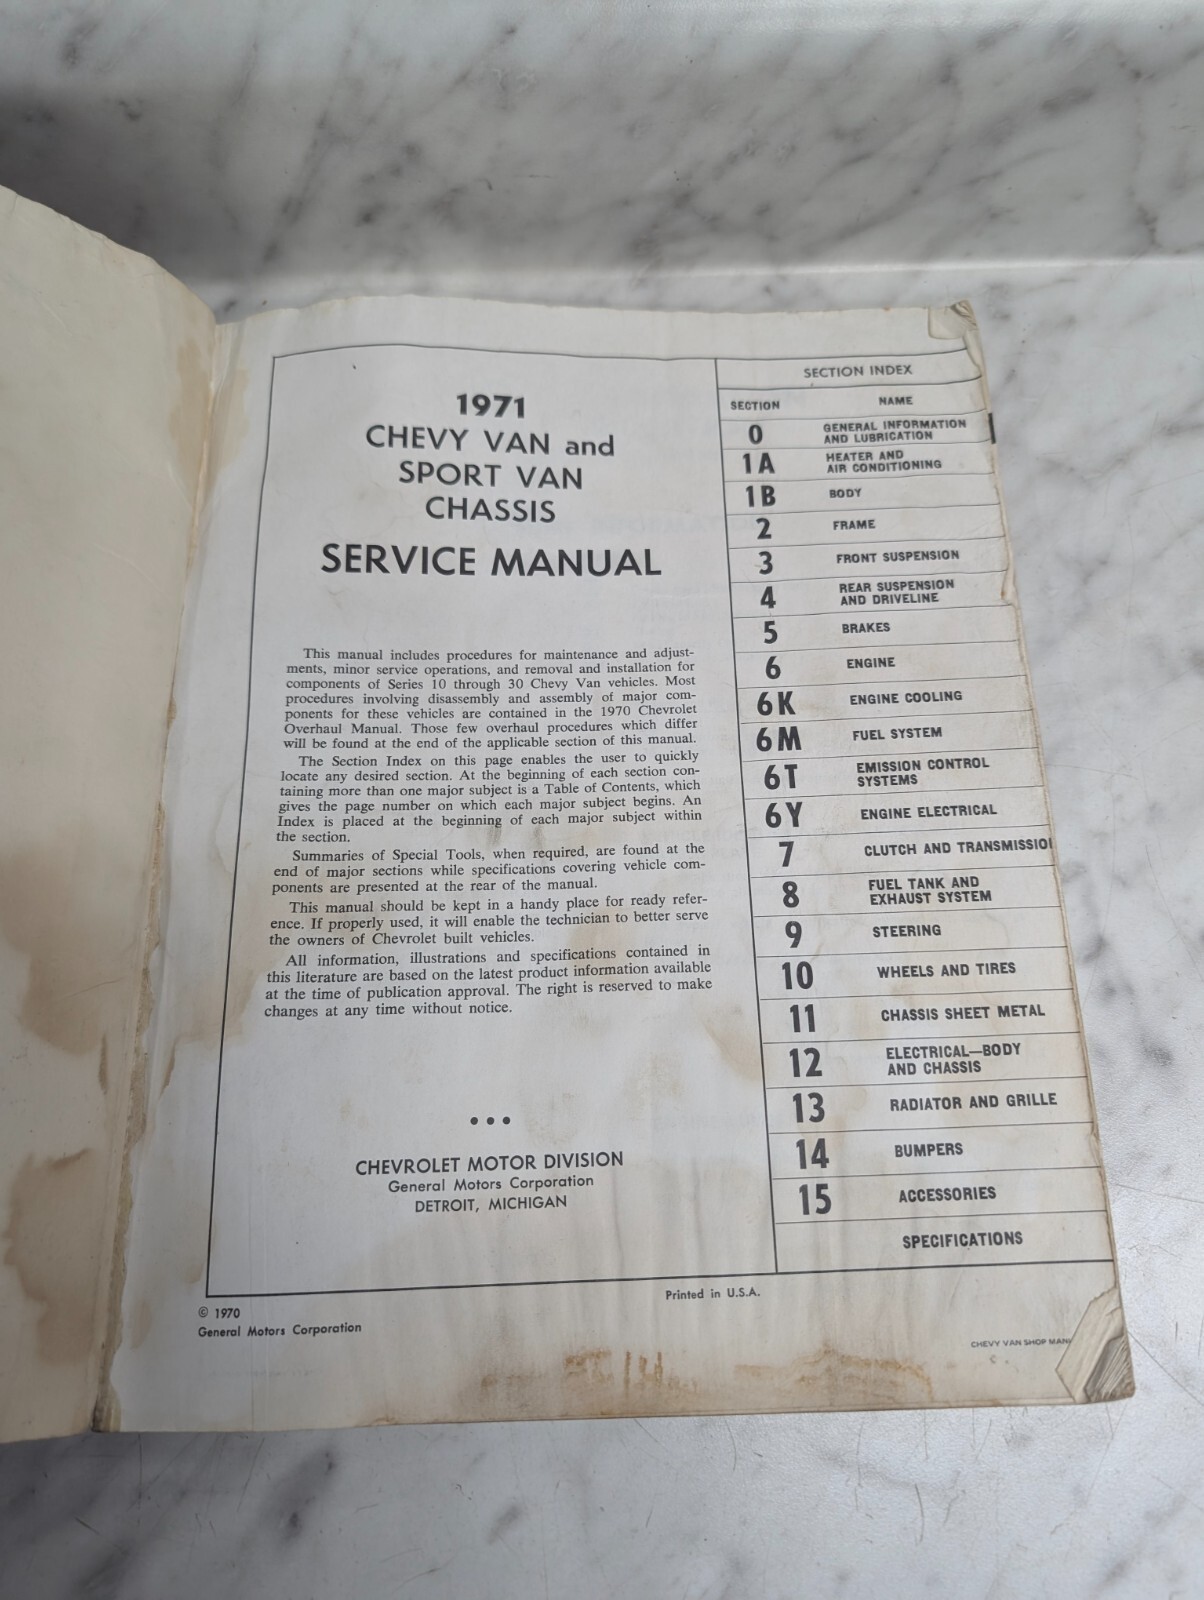 1971
CHEVY VAN and
SPORT VAN
CHASSIS
SERVICE MANUAL
This manual includes procedures for maintenance and adjust-
ments, minor service operations, and removal and installation for
components of Series 10 through 30 Chevy Van vehicles. Most
procedures involving disassembly and assembly of major com-
ponents for these vehicles are contained in the 1970 Chevrolet
Overhaul Manual. Those few overhaul procedures which differ
will be found at the end of the applicable section of this manual.
The Section Index on this page enables the user to quickly
locate any desired section. At the beginning of each section con-
taining more than one major subject is a Table of Contents, which
gives the page number on which each major subject begins. An
Index is placed at the beginning of each major subject within
the section.
Summaries of Special Tools, when required, are found at the
end of major sections while specifications covering vehicle com-
ponents are presented at the rear of the manual.
This manual should be kept in a handy place for ready refer-
ence. If properly used, it will enable the technician to better serve
the owners of Chevrolet built vehicles.
All information, illustrations and specifications contained in
this literature are based on the latest product information available
at the time of publication approval. The right is reserved to make
changes at any time without notice.
•••
CHEVROLET MOTOR DIVISION
General Motors Corporation
DETROIT, MICHIGAN
SECTION INDEX
SECTION NAME
0 GENERAL INFORMATION
AND LUBRICATION
1A HEATER AND
AIR CONDITIONING
1B BODY
2 FRAME
3 FRONT SUSPENSION
4 REAR SUSPENSION
AND DRIVELINE
5 BRAKES
6 ENGINE
6K ENGINE COOLING
6M FUEL SYSTEM
6T EMISSION CONTROL
SYSTEMS
6Y ENGINE ELECTRICAL
7 CLUTCH AND TRANSMISSIO
8 FUEL TANK AND
EXHAUST SYSTEM
9 STEERING
10 WHEELS AND TIRES
11 CHASSIS SHEET METAL
12 ELECTRICAL—BODY
AND CHASSIS
13 RADIATOR AND GRILLE
14 BUMPERS
15 ACCESSORIES
SPECIFICATIONS
© 1970
General Motors Corporation
Printed in U.S.A.
CHEVY VAN SHOP MAN